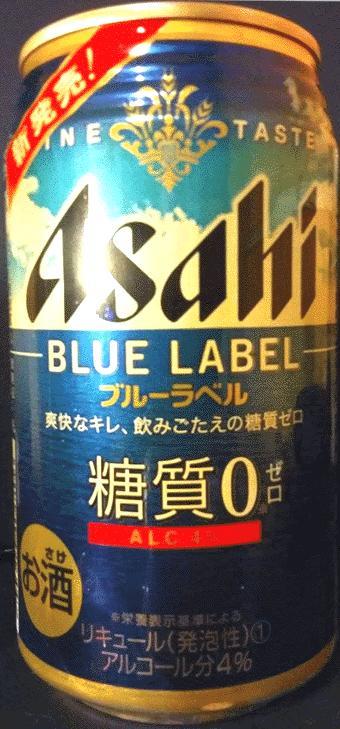 新発売!
FINE TASTE
Asahi
BLUE LABEL
ブルーラベル
爽快なキレ、飲みごたえの糖質ゼロ
糖質0※ゼロ
ALC 4%
お酒
さけ
※栄養表示基準による
リキュール(発泡性)①
アルコール分4%